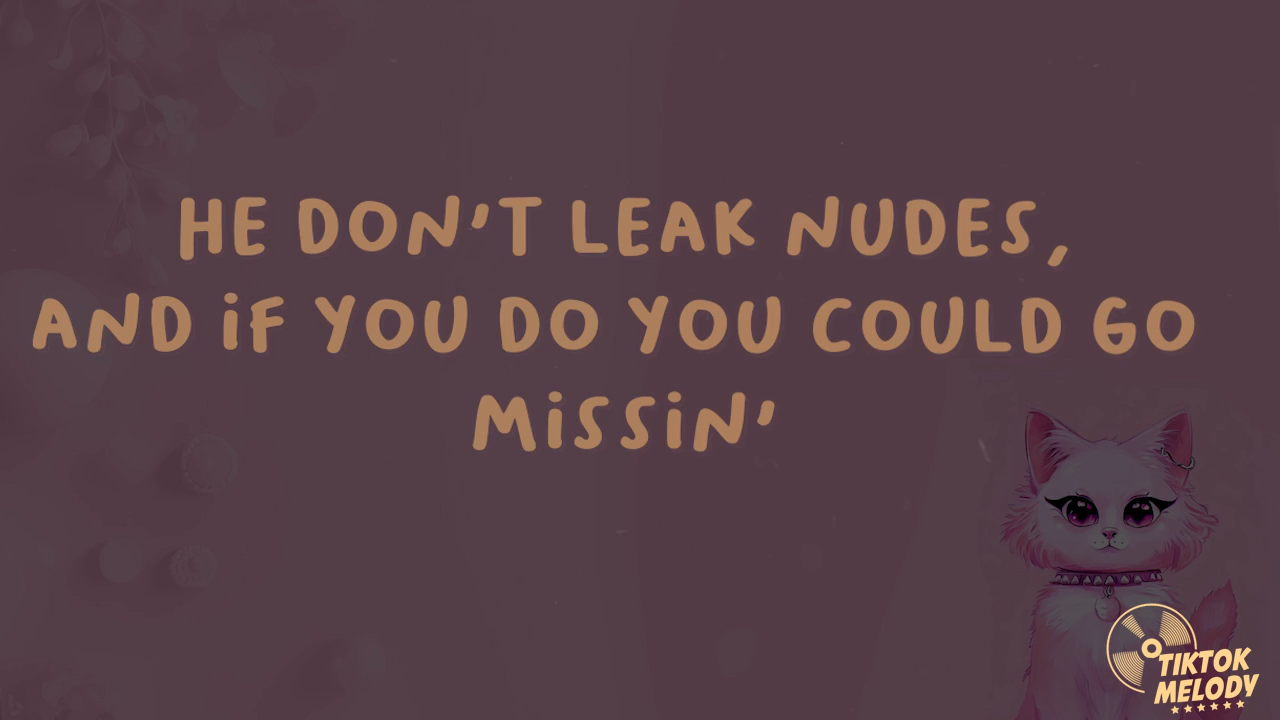 HE DON'T LEAK NUDES,
AND iF YOU DO YOU COULD GO
MiSSiN'
TIKTOK
MELODY